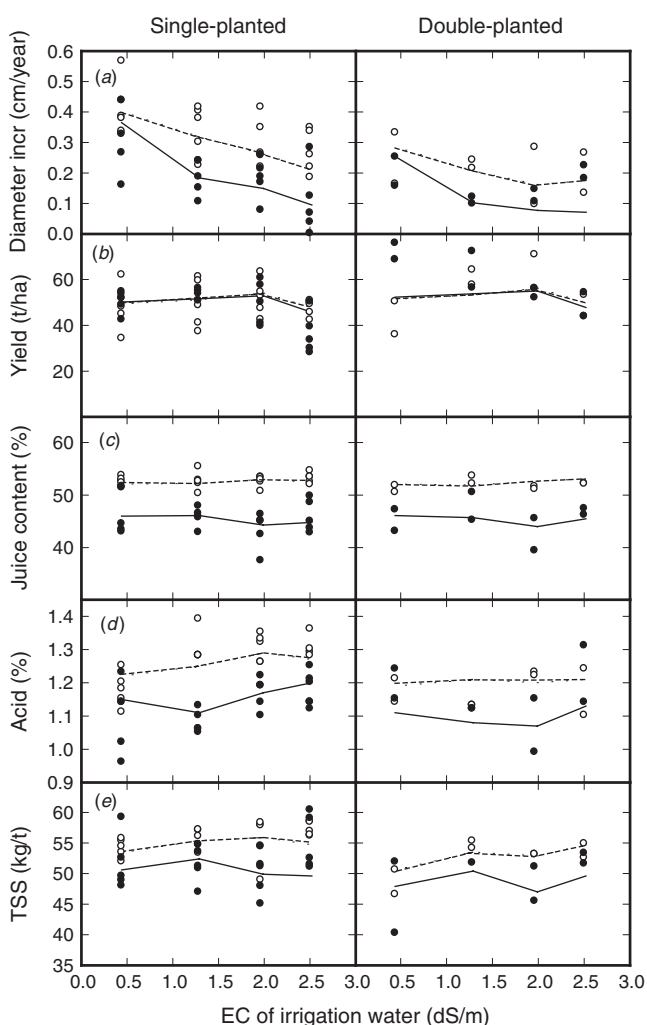 Single-planted Double-planted
(a)
Diameter incr (cm/year)
0.6
0.5
0.4
0.3
0.2
0.1
0.0
(b)
Yield (t/ha)
60
40
20
(c)
Juice content (%)
60
50
40
(d)
Acid (%)
1.4
1.3
1.2
1.1
1.0
0.9
(e)
TSS (kg/t)
60
55
50
45
40
35
0.0 0.5 1.0 1.5 2.0 2.5 3.0 0.5 1.0 1.5 2.0 2.5 3.0
EC of irrigation water (dS/m)